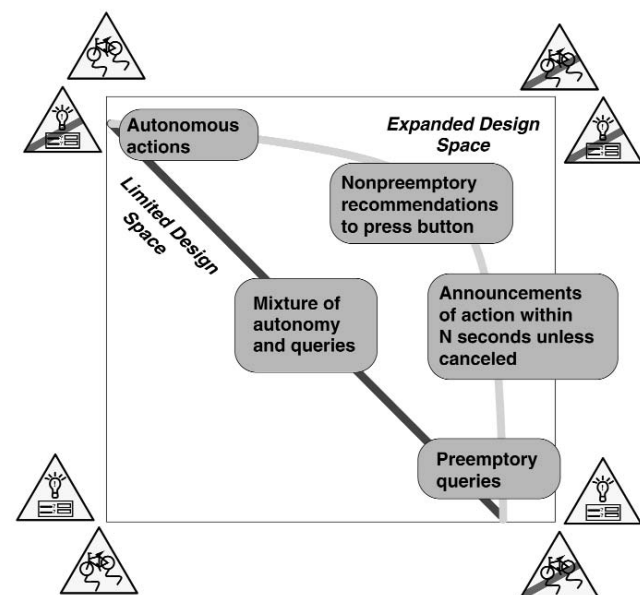 Autonomous
actions
Expanded Design
Space
Limited Design
Space
Nonpreemptory
recommendations
to press button
Mixture of
autonomy
and queries
Announcements
of action within
N seconds unless
canceled
Preemptory
queries